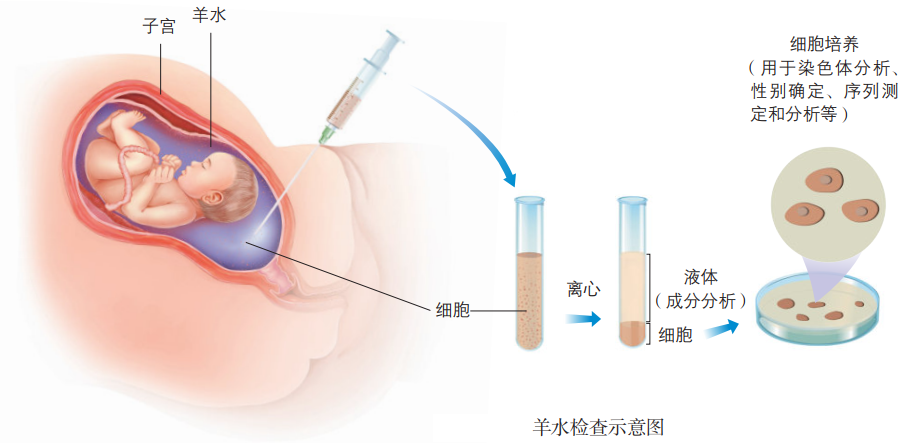 子宫
羊水
细胞培养
（用于染色体分析、
性别确定、序列测
定和分析等）
细胞
离心
液体
（成分分析）
细胞
羊水检查示意图